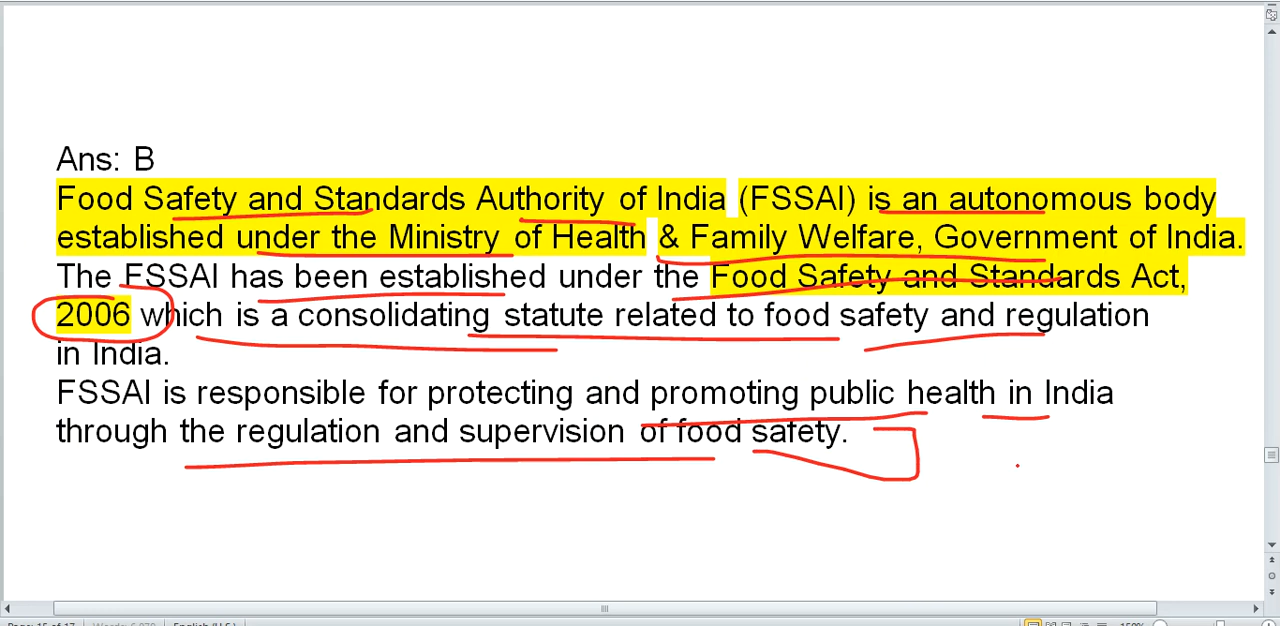 Ans: B
Food Safety and Standards Authority of India (FSSAI) is an autonomous body
established under the Ministry of Health & Family Welfare, Government of India.
The FSSAI has been established under the Food Safety and Standards Act,
2006 which is a consolidating statute related to food safety and regulation
in India.
FSSAI is responsible for protecting and promoting public health in India
through the regulation and supervision of food safety.